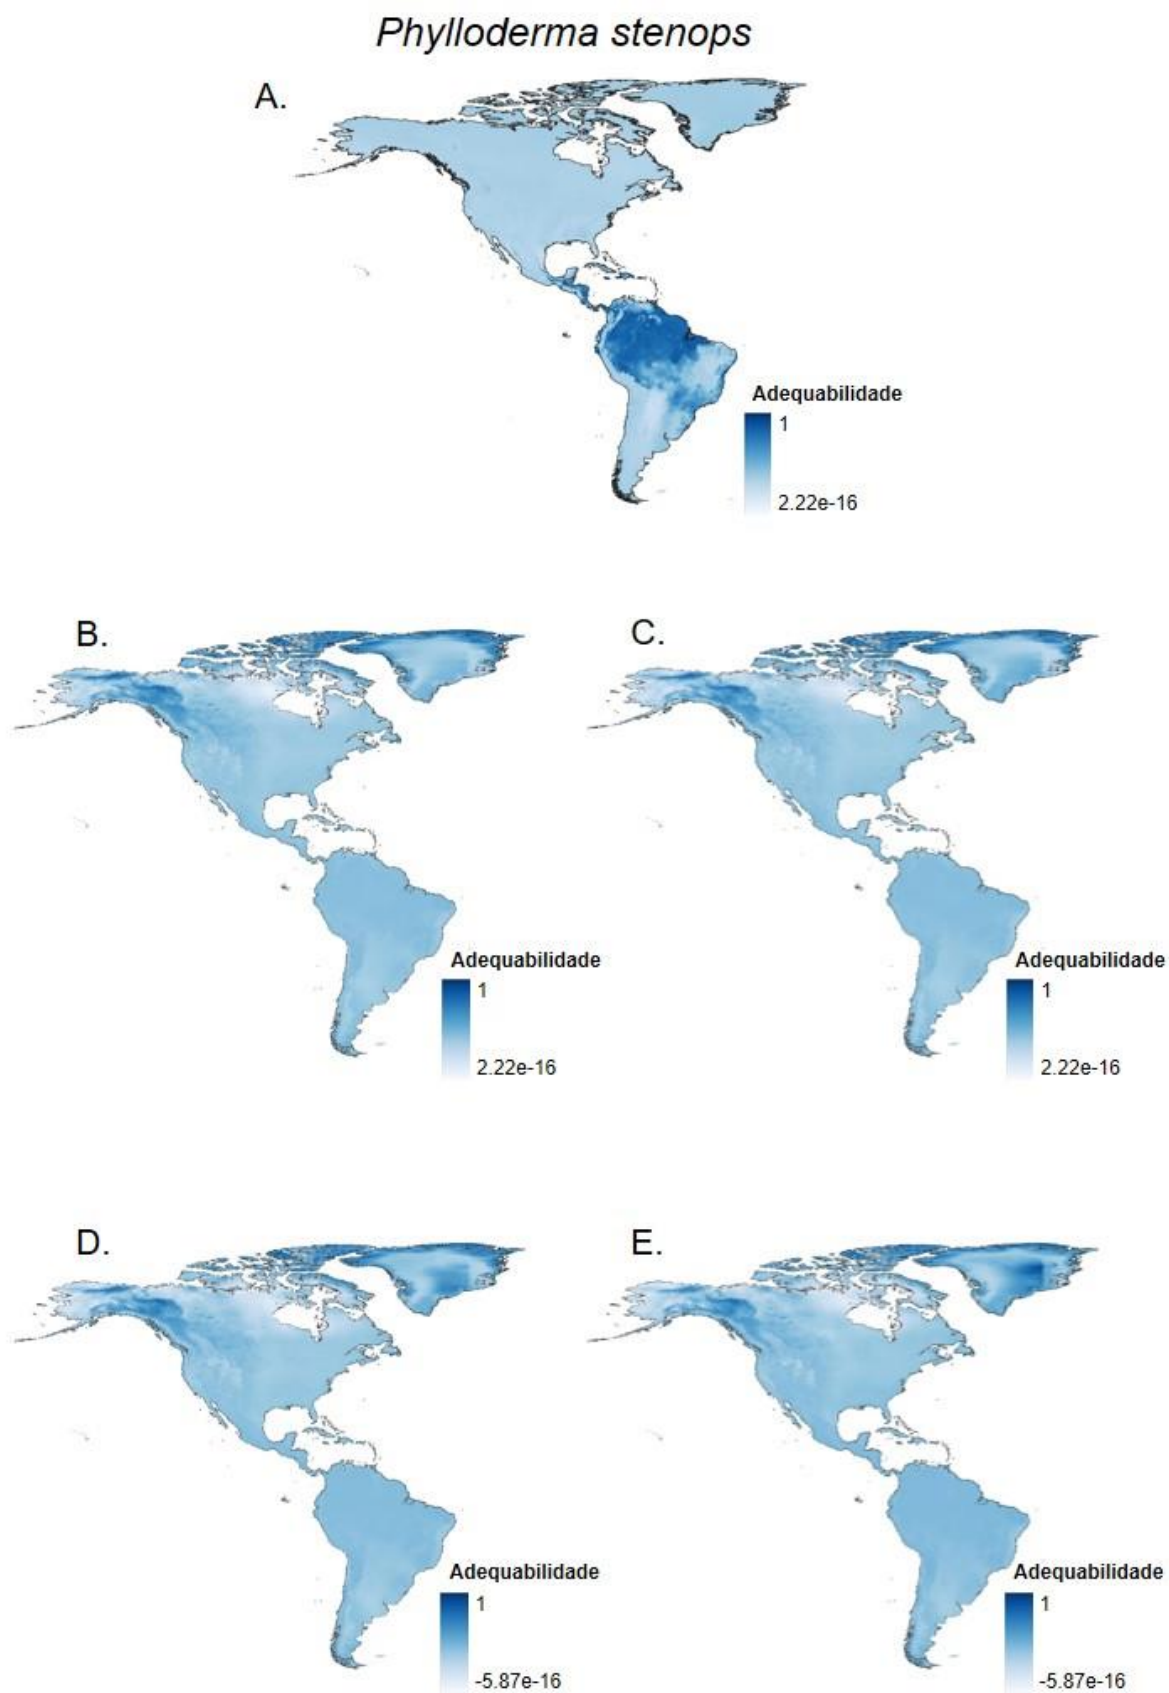 Phylloderma stenops
A.
Adequabilidade
1
2.22e-16
B.
C.
Adequabilidade
1
2.22e-16
Adequabilidade
1
2.22e-16
D.
E.
Adequabilidade
1
-5.87e-16
Adequabilidade
1
-5.87e-16